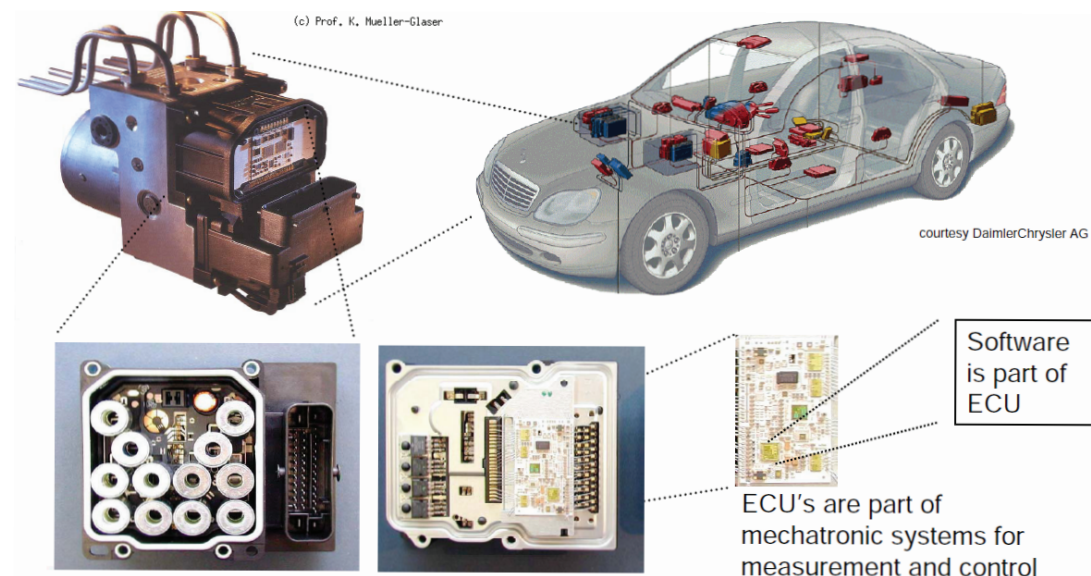 (c) Prof. K. Mueller-Glaser
courtesy DaimlerChrysler AG
Software
is part of
ECU
ECU's are part of
mechatronic systems for
measurement and control